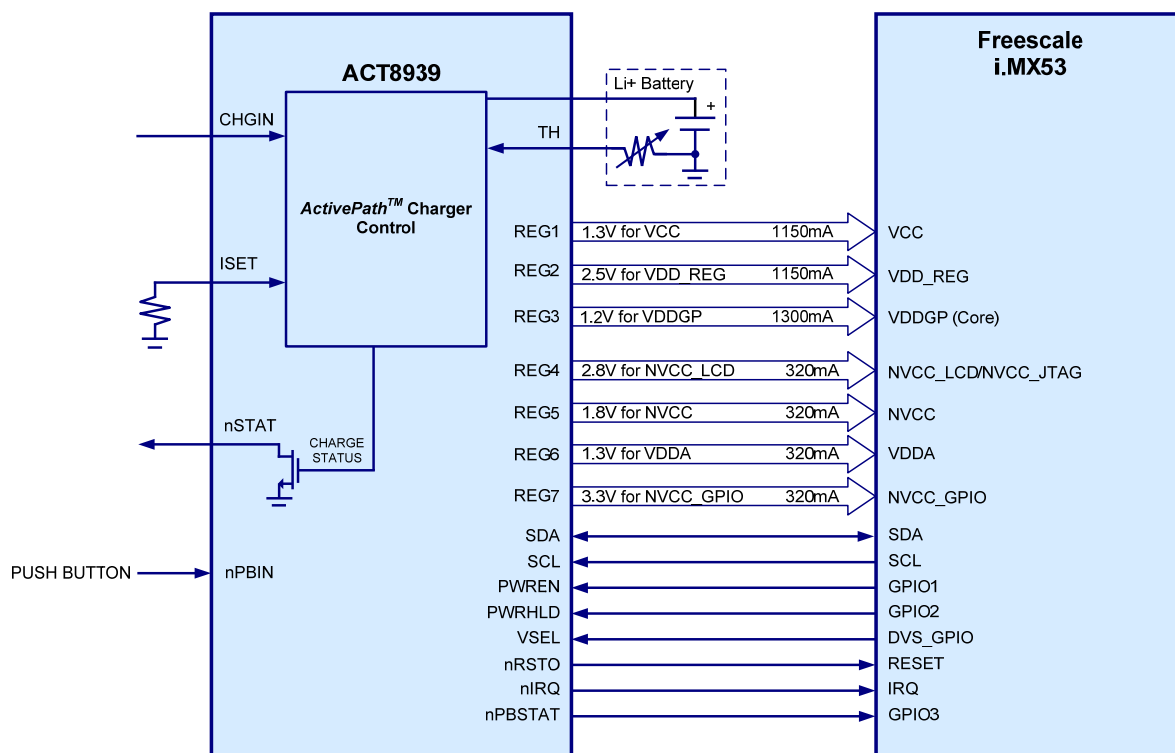 Freescale
i.MX53
ACT8939
Li+ Battery
+
CHGIN
TH
ActivePath™ Charger
Control
REG1 1.3V for VCC 1150mA VCC
ISET
REG2 2.5V for VDD_REG 1150mA VDD_REG
REG3 1.2V for VDDGP 1300mA VDDGP (Core)
REG4 2.8V for NVCC_LCD 320mA NVCC_LCD/NVCC_JTAG
REG5 1.8V for NVCC 320mA NVCC
nSTAT
CHARGE
STATUS
REG6 1.3V for VDDA 320mA VDDA
REG7 3.3V for NVCC_GPIO 320mA NVCC_GPIO
SDA SDA
SCL SCL
PUSH BUTTON nPBIN
PWREN GPIO1
PWRHLD GPIO2
VSEL DVS_GPIO
nRSTO RESET
nIRQ IRQ
nPBSTAT GPIO3